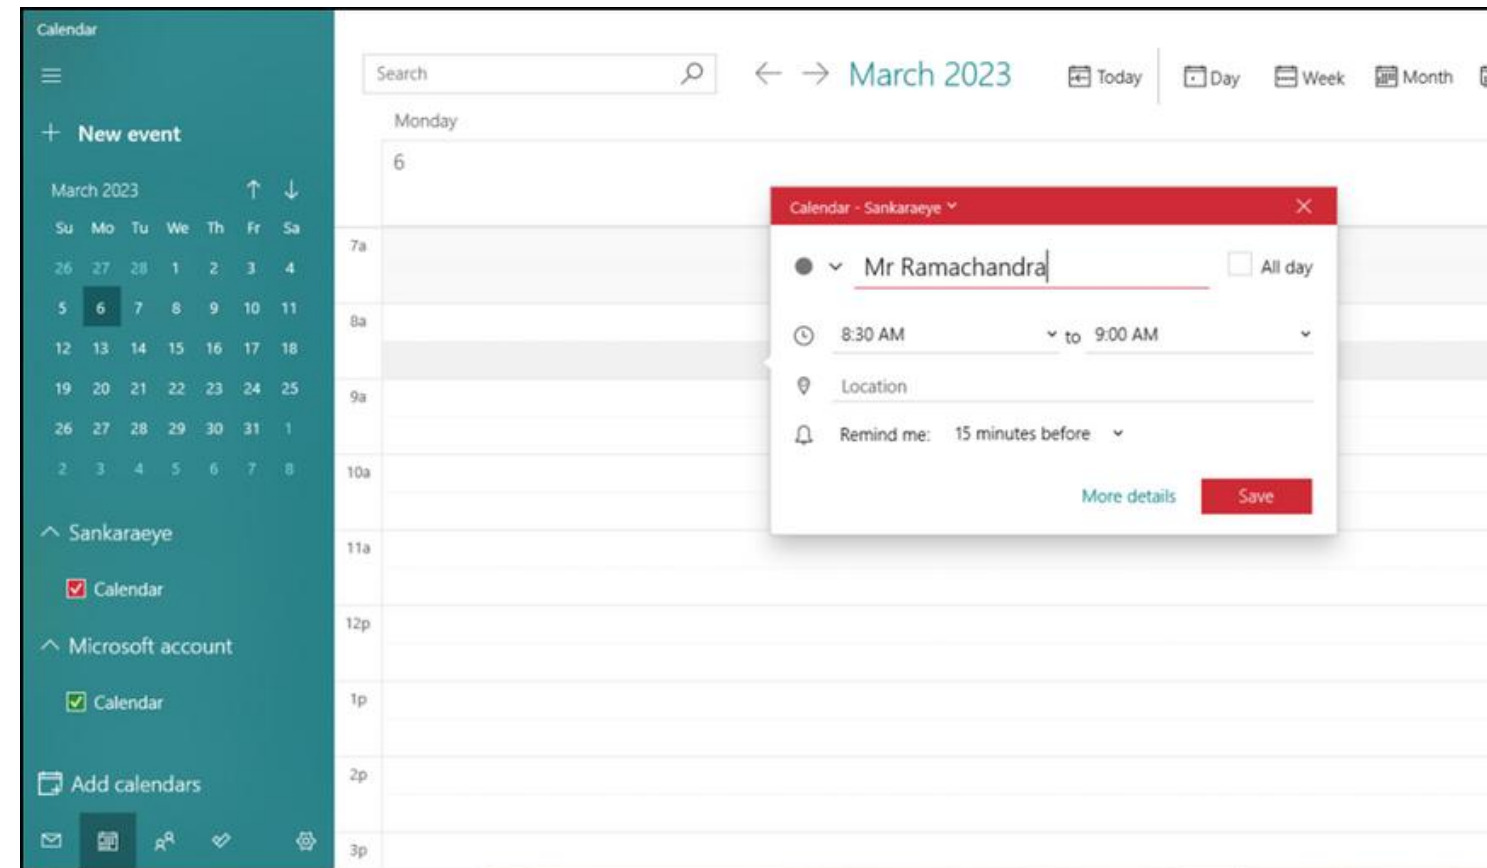 Calendar
New event
March 2023
Su Mo Tu We Th Fr Sa
26 27 28 1 2 3 4
5 6 7 8 9 10 11
12 13 14 15 16 17 18
19 20 21 22 23 24 25
26 27 28 29 30 31 1
2 3 4 5 6 7 8
Sankaraeye
Calendar
Microsoft account
Calendar
Add calendars
Search
March 2023
Today
Day
Week
Month
Monday
6
7a
8a
9a
10a
11a
12p
1p
2p
3p
Calendar - Sankaraeye
Mr Ramachandra
All day
8:30 AM to 9:00 AM
Location
Remind me: 15 minutes before
More details
Save